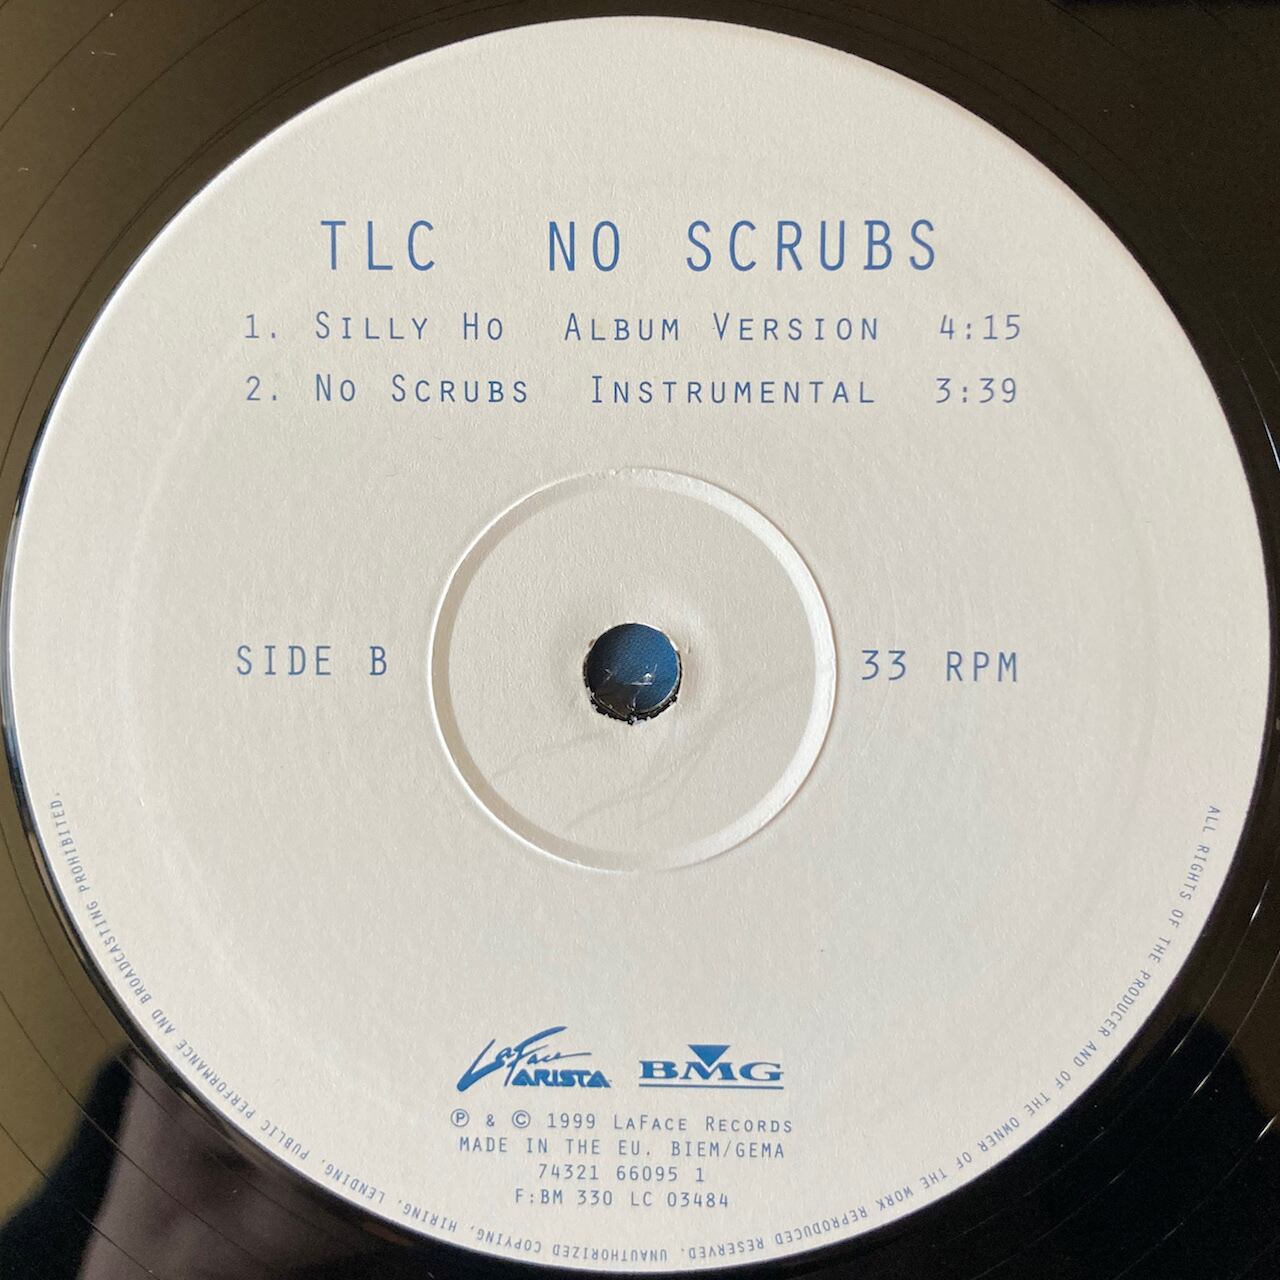 TLC NO SCRUBS
1. SILLY HO ALBUM VERSION 4:15
2. NO SCRUBS INSTRUMENTAL 3:39
SIDE B
33 RPM
LaFace ARISTA
BMG
℗ & © 1999 LAFACE RECORDS
MADE IN THE EU. BIEM/GEMA
74321 66095 1
F:BM 330 LC 03484
ALL RIGHTS OF THE PRODUCER AND OF THE OWNER OF THE WORK REPRODUCED RESERVED. UNAUTHORIZED COPYING, HIRING, LENDING, PUBLIC PERFORMANCE AND BROADCASTING PROHIBITED.